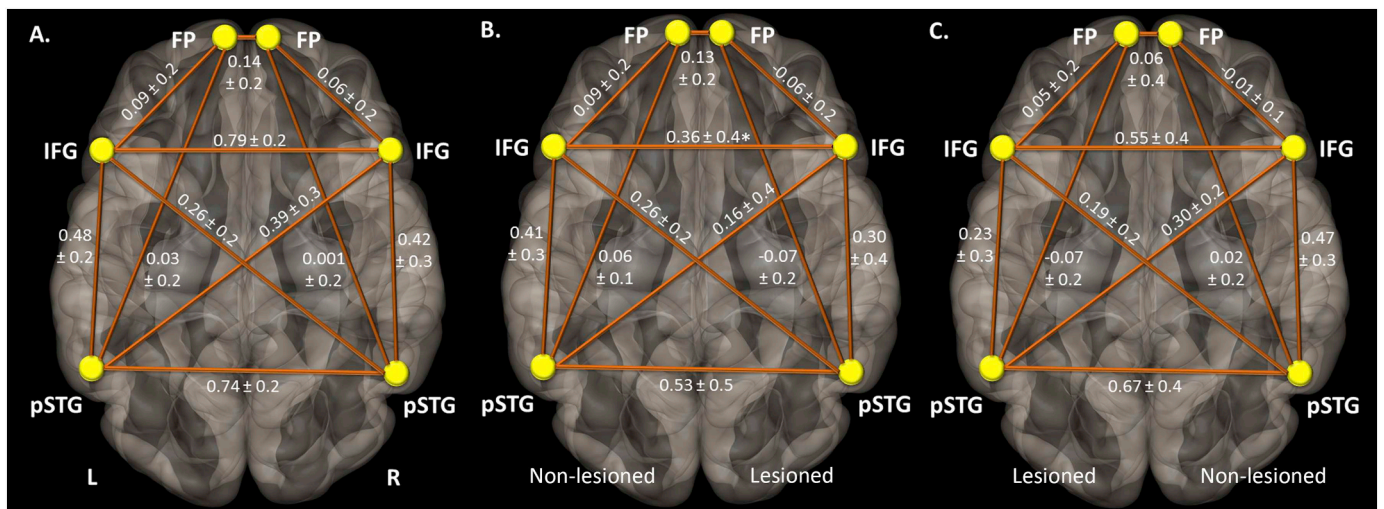 A.
FP
FP
0.14
± 0.2
0.09 ± 0.2
0.06 ± 0.2
IFG
0.79 ± 0.2
IFG
0.26 ± 0.2
0.39 ± 0.3
0.48
± 0.2
0.03
± 0.2
0.001
± 0.2
0.42
± 0.3
0.74 ± 0.2
pSTG
pSTG
L
R
B.
FP
FP
0.13
± 0.2
0.09 ± 0.2
-0.06 ± 0.2
IFG
0.36 ± 0.4*
IFG
0.26 ± 0.2
0.16 ± 0.4
0.41
± 0.3
0.06
± 0.1
-0.07
± 0.2
0.30
± 0.4
0.53 ± 0.5
pSTG
pSTG
Non-lesioned
Lesioned
C.
FP
FP
0.06
± 0.4
0.05 ± 0.2
-0.01 ± 0.1
IFG
0.55 ± 0.4
IFG
0.19 ± 0.2
0.30 ± 0.2
0.23
± 0.3
-0.07
± 0.2
0.02
± 0.2
0.47
± 0.3
0.67 ± 0.4
pSTG
pSTG
Lesioned
Non-lesioned